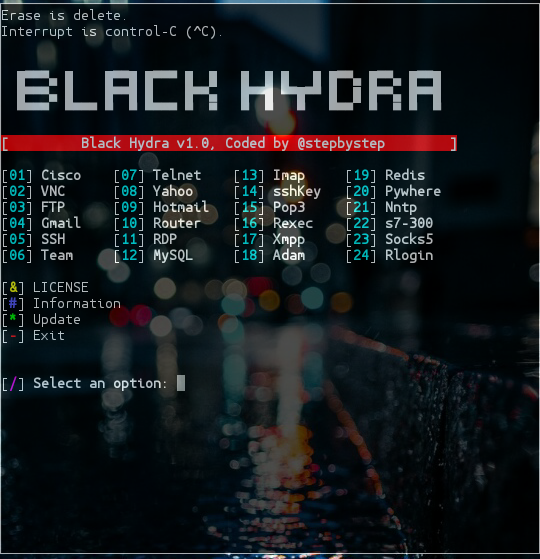 Erase is delete.
Interrupt is control-C (^C).
BLACK HYDRA
[ Black Hydra v1.0, Coded by @stepbystep ]
[01] Cisco [07] Telnet [13] Imap [19] Redis
[02] VNC [08] Yahoo [14] sshKey [20] Pywhere
[03] FTP [09] Hotmail [15] Pop3 [21] Nntp
[04] Gmail [10] Router [16] Rexec [22] s7-300
[05] SSH [11] RDP [17] Xmpp [23] Socks5
[06] Team [12] MySQL [18] Adam [24] Rlogin
[&] LICENSE
[#] Information
[*] Update
[-] Exit
[/] Select an option: